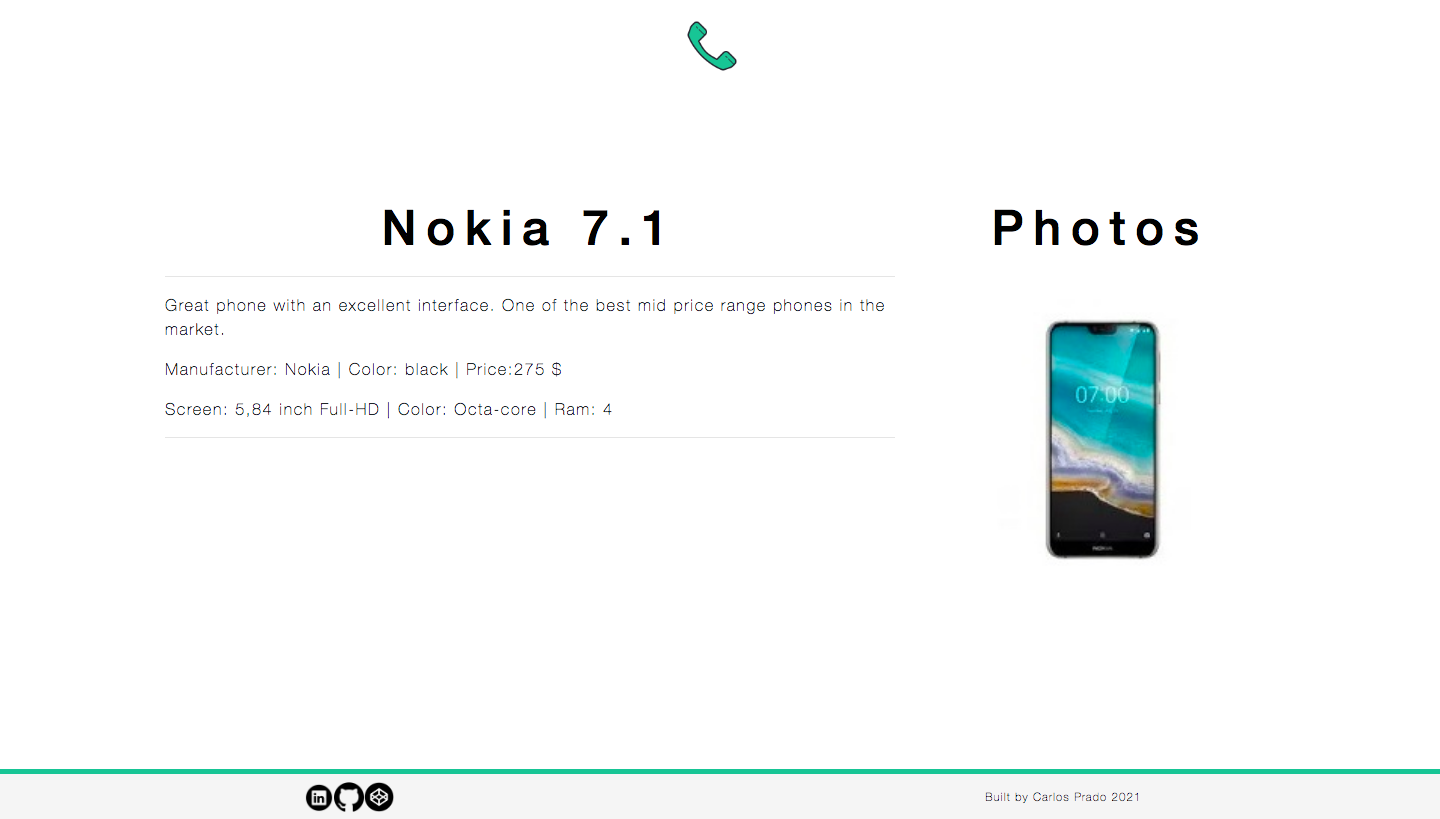 Nokia 7.1
Photos
Great phone with an excellent interface. One of the best mid price range phones in the
market.
Manufacturer: Nokia | Color: black | Price:275 $
Screen: 5,84 inch Full-HD | Color: Octa-core | Ram: 4
07:00
NOKIA
in
Built by Carlos Prado 2021